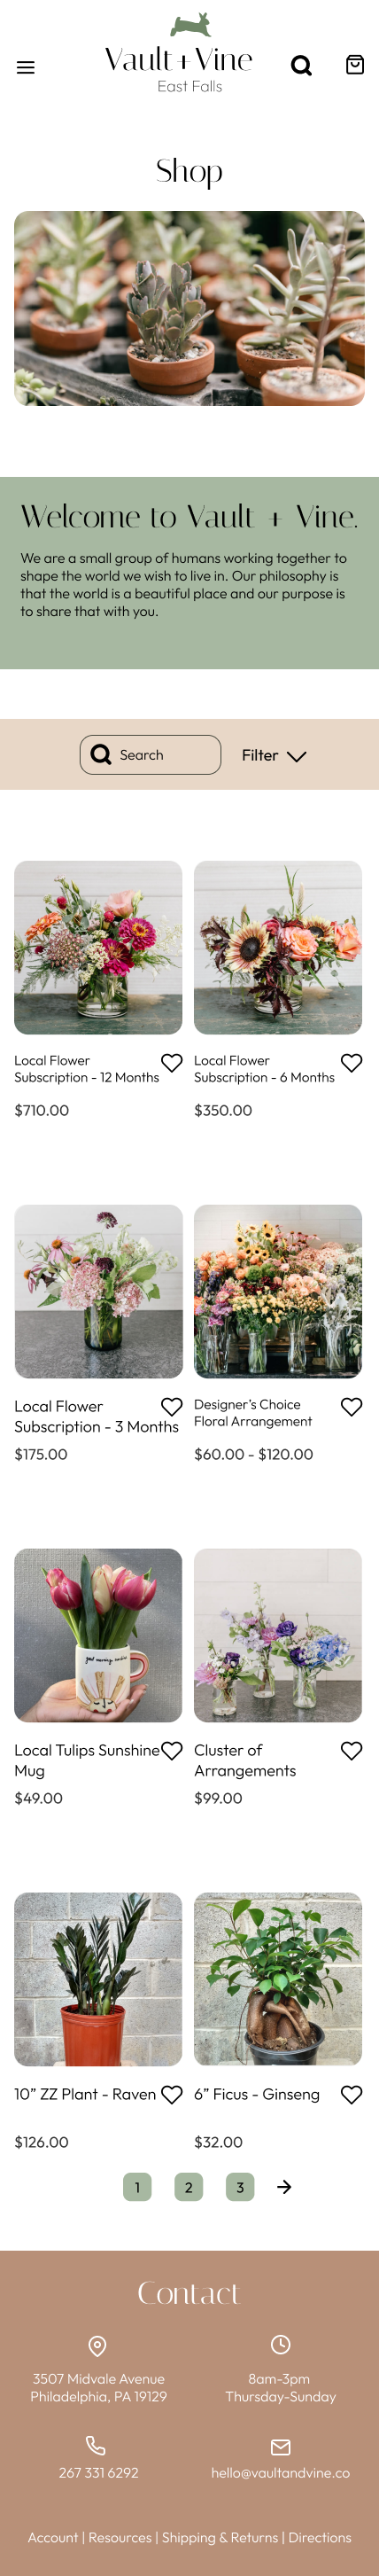 Vault+Vine
East Falls
Shop
Welcome to Vault + Vine.
We are a small group of humans working together to
shape the world we wish to live in. Our philosophy is
that the world is a beautiful place and our purpose is
to share that with you.
Search
Filter
Local Flower
Subscription - 12 Months
$710.00
Local Flower
Subscription - 6 Months
$350.00
Local Flower
Subscription - 3 Months
$175.00
Designer’s Choice
Floral Arrangement
$60.00 - $120.00
good morning, sunshine
Local Tulips Sunshine
Mug
$49.00
Cluster of
Arrangements
$99.00
10” ZZ Plant - Raven
$126.00
6” Ficus - Ginseng
$32.00
1
2
3
Contact
3507 Midvale Avenue
Philadelphia, PA 19129
8am-3pm
Thursday-Sunday
267 331 6292
hello@vaultandvine.co
Account | Resources | Shipping & Returns | Directions